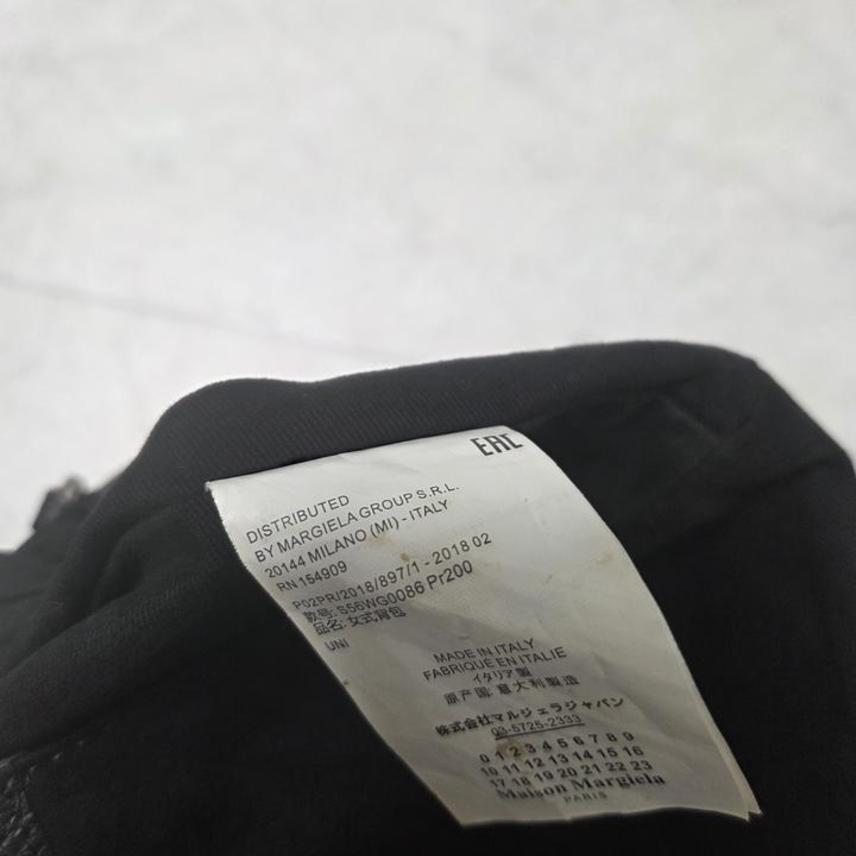 EAC
DISTRIBUTED
BY MARGIELA GROUP S.R.L.
20144 MILANO (MI) - ITALY
RN 154909
P02PR/2018/897/1 - 2018 02
款号: S56WG0086 Pr200
品名: 女式背包
UNI
MADE IN ITALY
FABRIQUÉ EN ITALIE
イタリア製
原产国: 意大利製造
株式会社マルジェラジャパン
03-5725-2333
0 1 2 3 4 5 6 7 8 9
10 11 12 13 14 15 16
17 18 19 20 21 22 23
Maison Margiela
PARIS